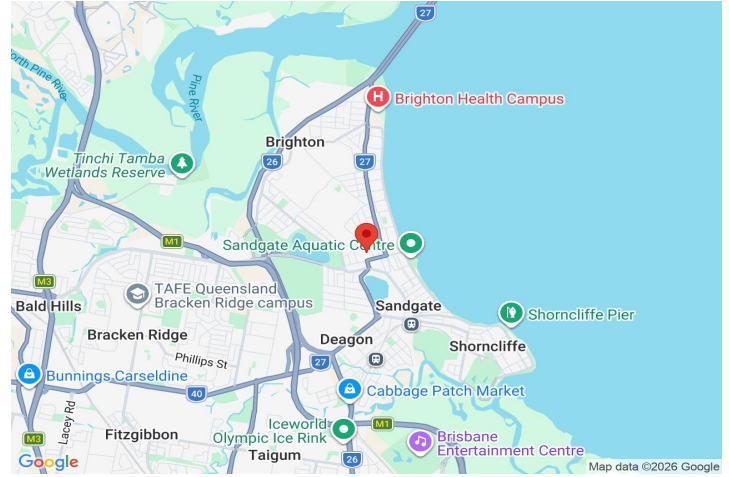 27
North Pine River
Pine River
H
Brighton Health Campus
Brighton
26
27
Tinchi Tamba
Wetlands Reserve
M1
Sandgate Aquatic Centre
M3
TAFE Queensland
Bracken Ridge campus
Bald Hills
Sandgate
Shorncliffe Pier
Bracken Ridge
Deagon
Shorncliffe
Phillips St
27
Bunnings Carseldine
40
Cabbage Patch Market
Lacey Rd
Iceworld
Olympic Ice Rink
M1
M3
Fitzgibbon
Brisbane
Entertainment Centre
Taigum
26
Google
Map data ©2026 Google